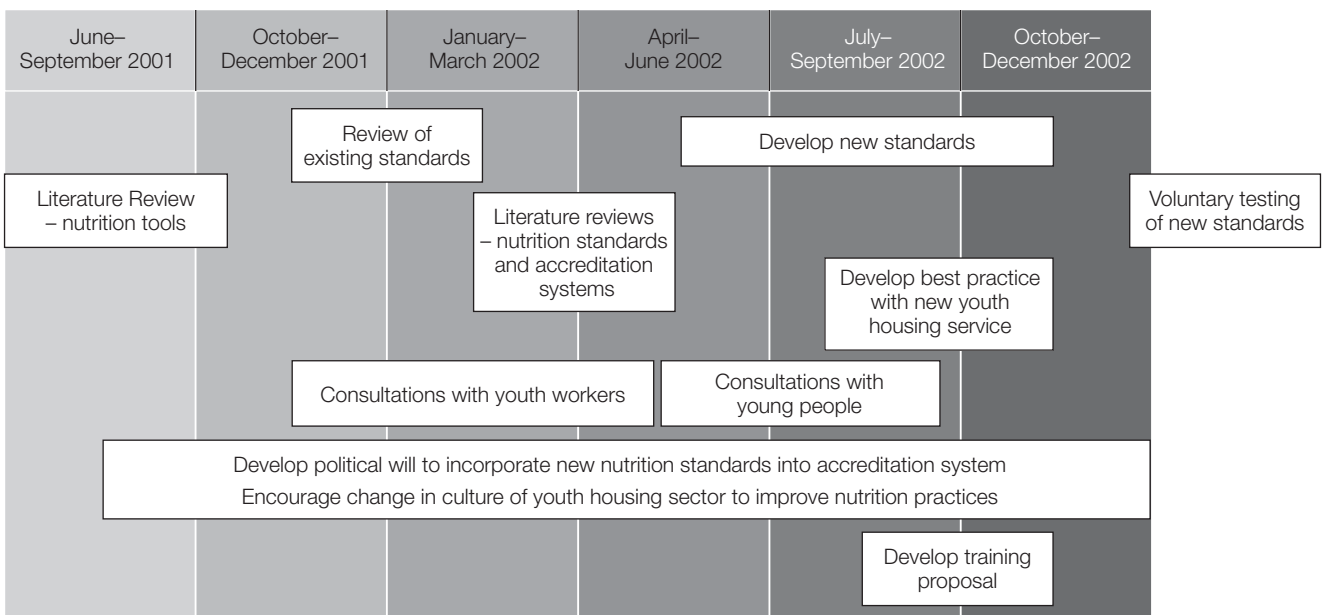 June–
September 2001
October–
December 2001
January–
March 2002
April–
June 2002
July–
September 2002
October–
December 2002
Review of
existing standards
Develop new standards
Literature Review
– nutrition tools
Literature reviews
– nutrition standards
and accreditation
systems
Voluntary testing
of new standards
Develop best practice
with new youth
housing service
Consultations with youth workers
Consultations with
young people
Develop political will to incorporate new nutrition standards into accreditation system
Encourage change in culture of youth housing sector to improve nutrition practices
Develop training
proposal